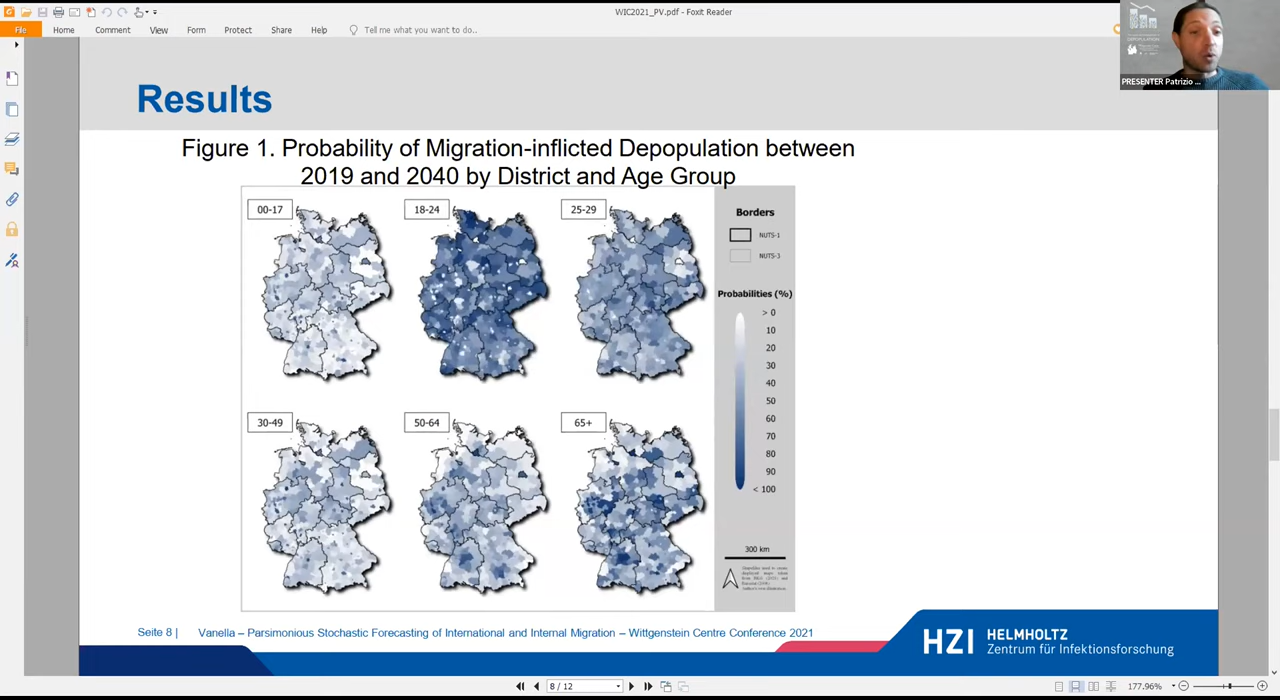 WIC2021_PV.pdf - Foxit Reader
File Home Comment View Form Protect Share Help Tell me what you want to do..
PRESENTER Patrizio ...
Results
Figure 1. Probability of Migration-inflicted Depopulation between
2019 and 2040 by District and Age Group
00-17
18-24
25-29
30-49
50-64
65+
Borders
NUTS-1
NUTS-3
Probabilities (%)
> 0
10
20
30
40
50
60
70
80
90
< 100
300 km
Seite 8 | Vanella – Parsimonious Stochastic Forecasting of International and Internal Migration – Wittgenstein Centre Conference 2021
HZI HELMHOLTZ
Zentrum für Infektionsforschung
8 / 12
177.96%